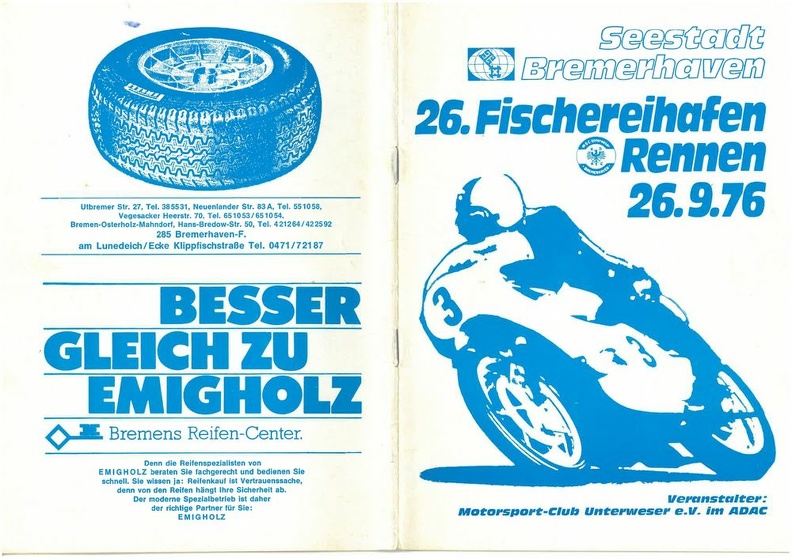 PIRELLI
Utbremer Str. 27, Tel. 385531, Neuenlander Str. 83 A, Tel. 551058,
Vegesacker Heerstr. 70, Tel. 651053/651054,
Bremen-Osterholz-Mahndorf, Hans-Bredow-Str. 50, Tel. 421264/422592
285 Bremerhaven-F.
am Lunedeich/Ecke Klippfischstraße Tel. 0471/72187
BESSER
GLEICH ZU
EMIGHOLZ
Bremens Reifen-Center.
Denn die Reifenspezialisten von
EMIGHOLZ beraten Sie fachgerecht und bedienen Sie
schnell. Sie wissen ja: Reifenkauf ist Vertrauenssache,
denn von den Reifen hängt Ihre Sicherheit ab.
Der moderne Spezialbetrieb ist daher
der richtige Partner für Sie:
EMIGHOLZ
Seestadt
Bremerhaven
26. Fischereihafen
Rennen
26.9.76
3
3
Veranstalter:
Motorsport-Club Unterweser e.V. im ADAC